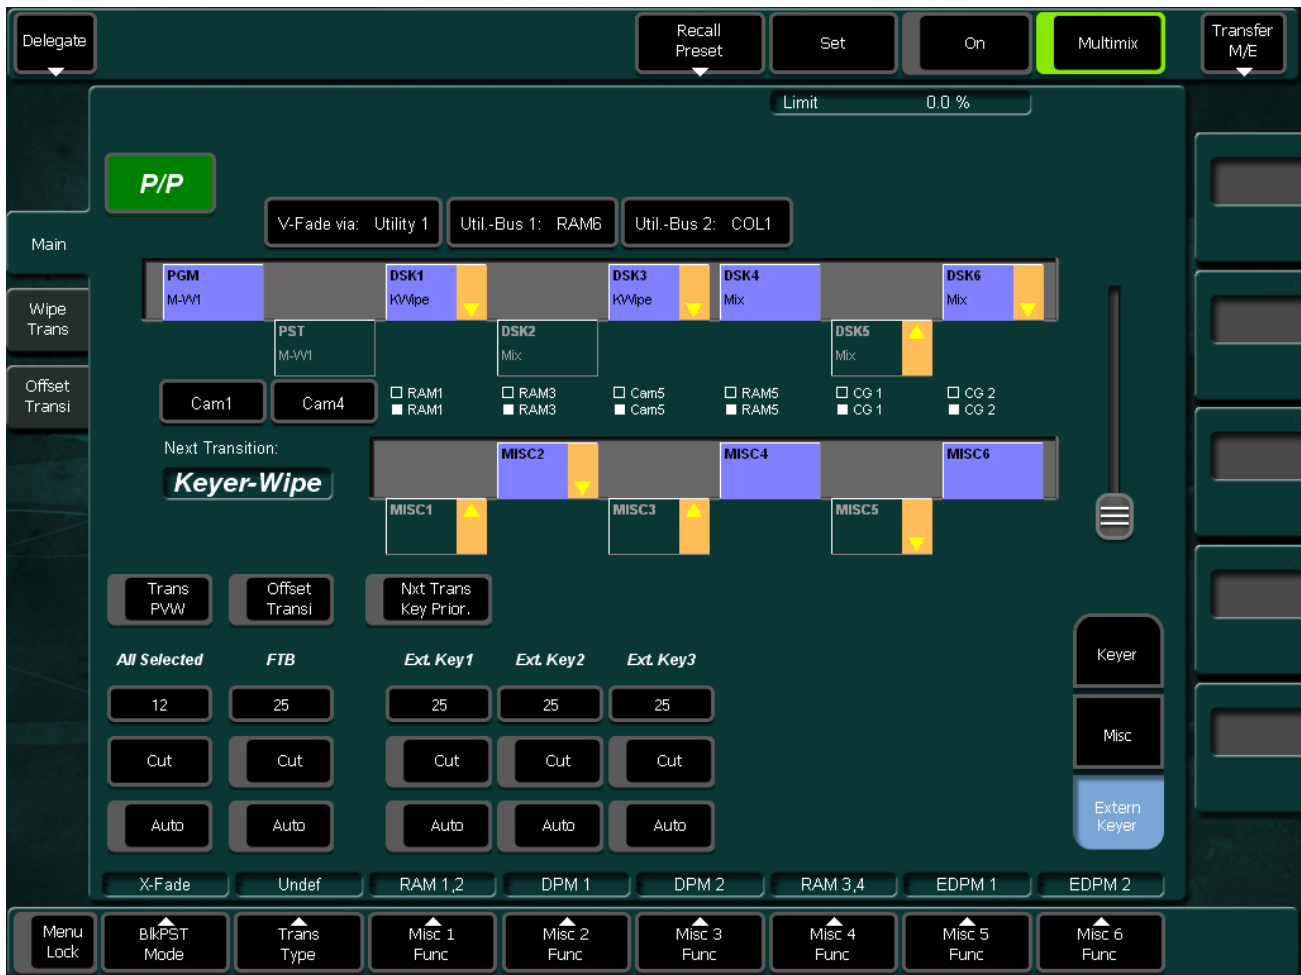 Delegate
Recall
Preset
Set
On
Multimix
Transfer
M/E
Limit 0.0 %
P/P
V-Fade via: Utility 1
Util.-Bus 1: RAM6
Util.-Bus 2: COL1
Main
Wipe
Trans
Offset
Transi
PGM
M-W1
DSK1
KWipe
DSK3
KWipe
DSK4
Mix
DSK6
Mix
PST
M-W1
DSK2
Mix
DSK5
Mix
Cam1
Cam4
RAM1
RAM1
RAM3
RAM3
Cam5
Cam5
RAM5
RAM5
CG 1
CG 1
CG 2
CG 2
Next Transition:
Keyer-Wipe
MISC2
MISC4
MISC6
MISC1
MISC3
MISC5
Trans
PVW
Offset
Transi
Nxt Trans
Key Prior.
All Selected
FTB
Ext. Key1
Ext. Key2
Ext. Key3
12
25
25
25
25
Cut
Cut
Cut
Cut
Cut
Auto
Auto
Auto
Auto
Auto
Keyer
Misc
Extern
Keyer
X-Fade
Undef
RAM 1,2
DPM 1
DPM 2
RAM 3,4
EDPM 1
EDPM 2
Menu
Lock
BlkPST
Mode
Trans
Type
Misc 1
Func
Misc 2
Func
Misc 3
Func
Misc 4
Func
Misc 5
Func
Misc 6
Func